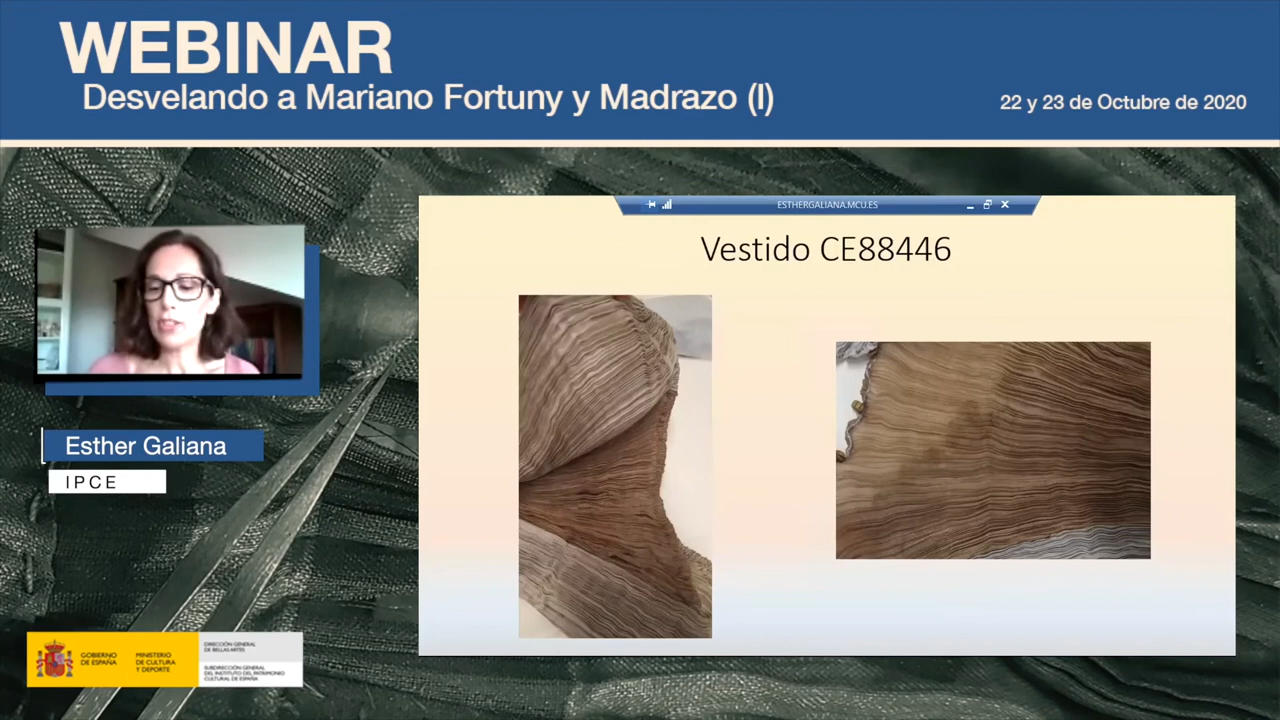 WEBINAR
Desvelando a Mariano Fortuny y Madrazo (I)
22 y 23 de Octubre de 2020
ESTHERGALIANA.MCU.ES
Vestido CE88446
Esther Galiana
IPCE
GOBIERNO
DE ESPAÑA
MINISTERIO
DE CULTURA
Y DEPORTE
DIRECCIÓN GENERAL
DE BELLAS ARTES
SUBDIRECCIÓN GENERAL
DEL INSTITUTO DEL PATRIMONIO
CULTURAL DE ESPAÑA